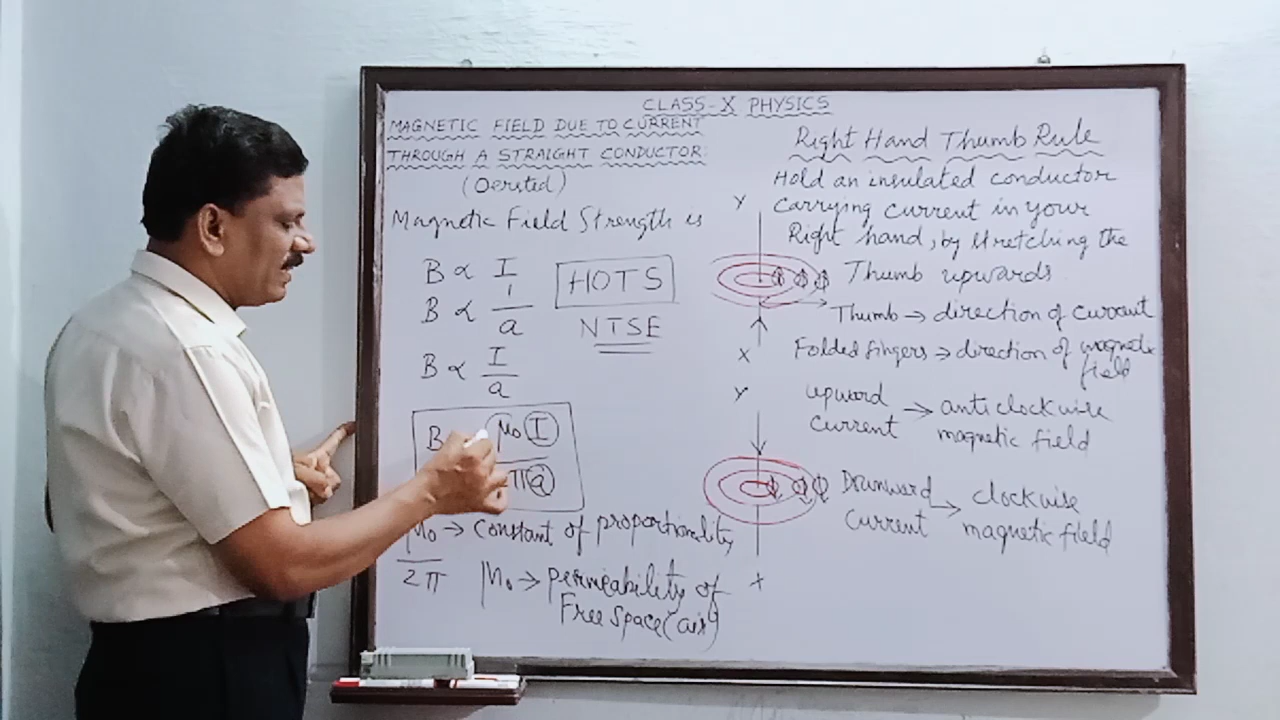 CLASS-X PHYSICS
MAGNETIC FIELD DUE TO CURRENT
THROUGH A STRAIGHT CONDUCTOR
(Oersted)
Magnetic Field Strength is
B ∝ I
B ∝ 1/a
B ∝ I/a
HOTS
NTSE
B μ₀ I
π a
μ₀/2π → Constant of proportionality
μ₀ → permeability of
Free space (air)
Right Hand Thumb Rule
Hold an insulated conductor
carrying current in your
Right hand, by stretching the
Thumb upwards
Thumb → direction of current
Folded fingers → direction of magnetic
field
Y
X
upward current → anticlockwise magnetic field
Y
Downward current → clockwise magnetic field
X